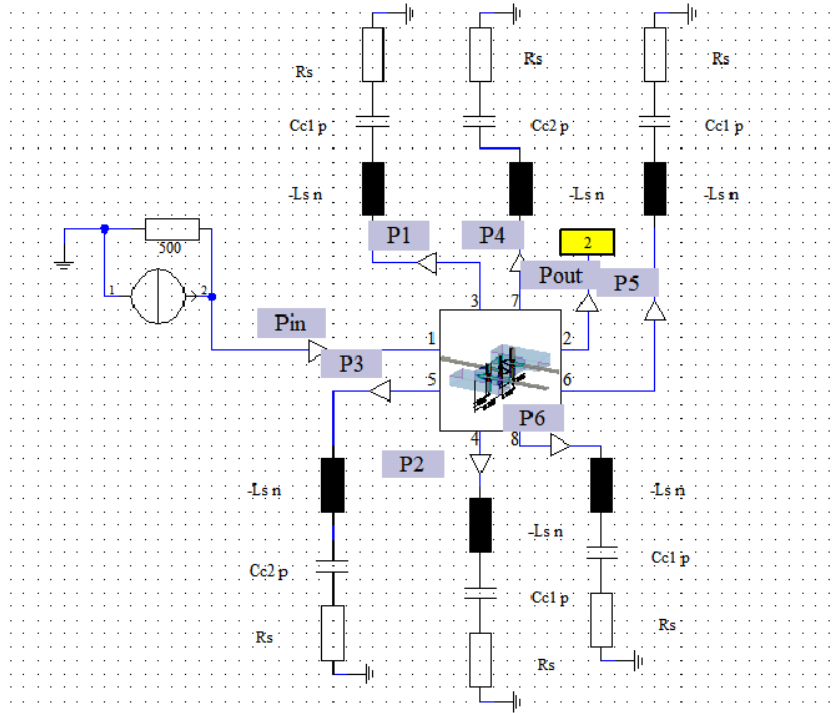 Rs
Rs
Rs
Cc1 p
Cc2 p
Cc1 p
-Ls n
-Ls n
-Ls n
P1
P4
2
500
Pout
P5
1
2
3
7
Pin
1
2
P3
5
6
P6
4
8
P2
-Ls n
-Ls n
-Ls n
Cc2 p
Cc1 p
Cc1 p
Rs
Rs
Rs